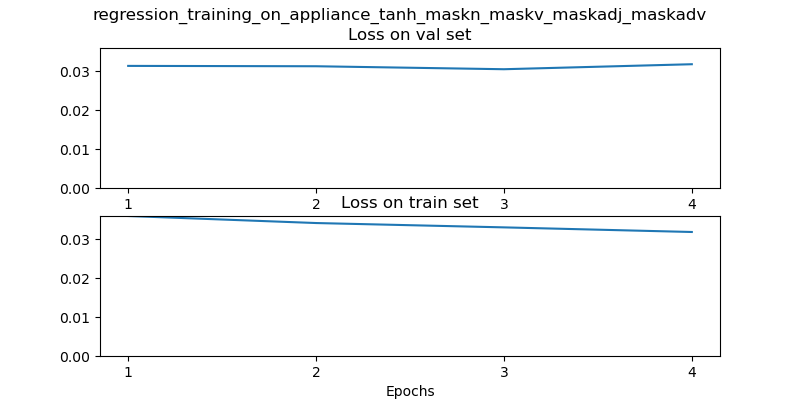 regression_training_on_appliance_tanh_maskn_maskv_maskadj_maskadv
Loss on val set
0.03
0.02
0.01
0.00
1 2 3 4
Loss on train set
0.03
0.02
0.01
0.00
1 2 3 4
Epochs